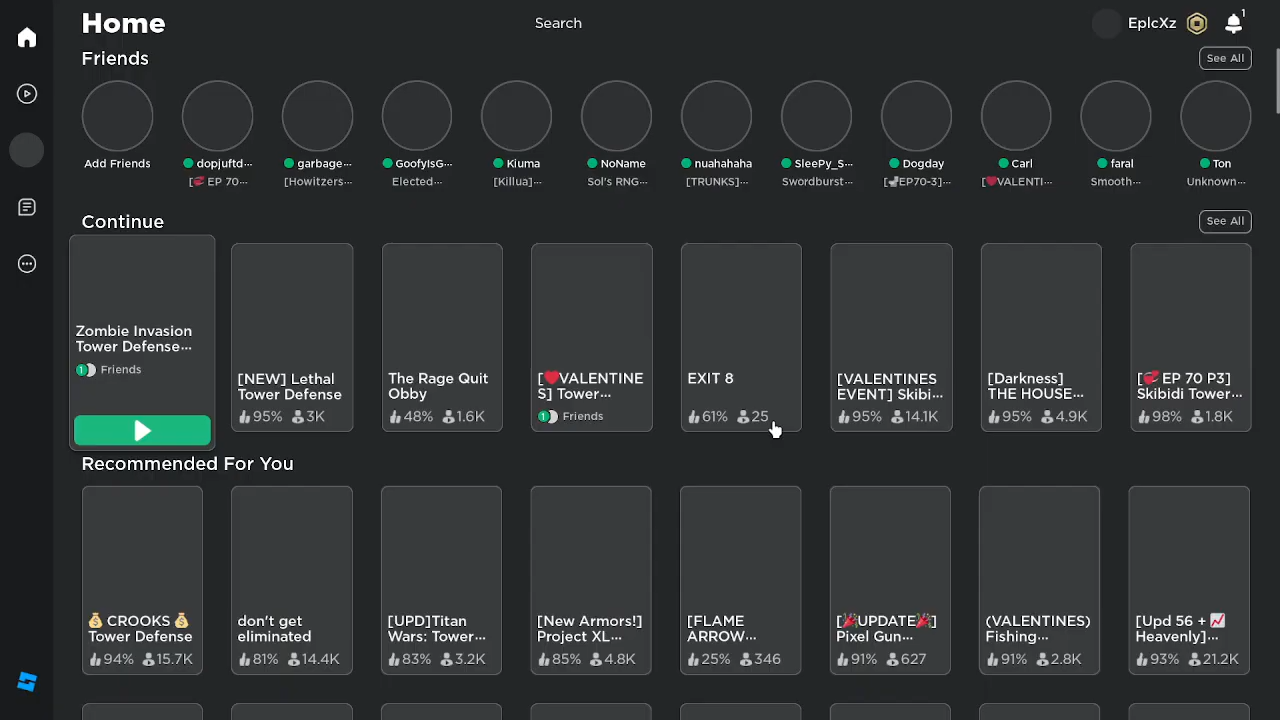 Home
Search
EplcXz
1
Friends
See All
Add Friends
dopjuftd...
garbage...
GoofyIsG...
Kiuma
NoName
nuahahaha
SleePy_S...
Dogday
Carl
faral
Ton
[💞 EP 70...
[Howitzers...
Elected...
[Killua]...
Sol's RNG...
[TRUNKS]...
Swordburst...
[🚽EP70-3]...
[❤️VALENTI...
Smooth...
Unknown...
Continue
See All
Zombie Invasion
Tower Defense...
1 Friends
[NEW] Lethal
Tower Defense
95% 3K
The Rage Quit
Obby
48% 1.6K
[❤️VALENTINE
S] Tower...
1 Friends
EXIT 8
61% 25
[VALENTINES
EVENT] Skibi...
95% 14.1K
[Darkness]
THE HOUSE...
95% 4.9K
[💞 EP 70 P3]
Skibidi Tower...
98% 1.8K
Recommended For You
💰 CROOKS 💰
Tower Defense
94% 15.7K
don't get
eliminated
81% 14.4K
[UPD]Titan
Wars: Tower...
83% 3.2K
[New Armors!]
Project XL...
85% 4.8K
[FLAME
ARROW...
25% 346
[🎉UPDATE🎉]
Pixel Gun...
91% 627
(VALENTINES)
Fishing...
91% 2.8K
[Upd 56 + 📈
Heavenly]...
93% 21.2K